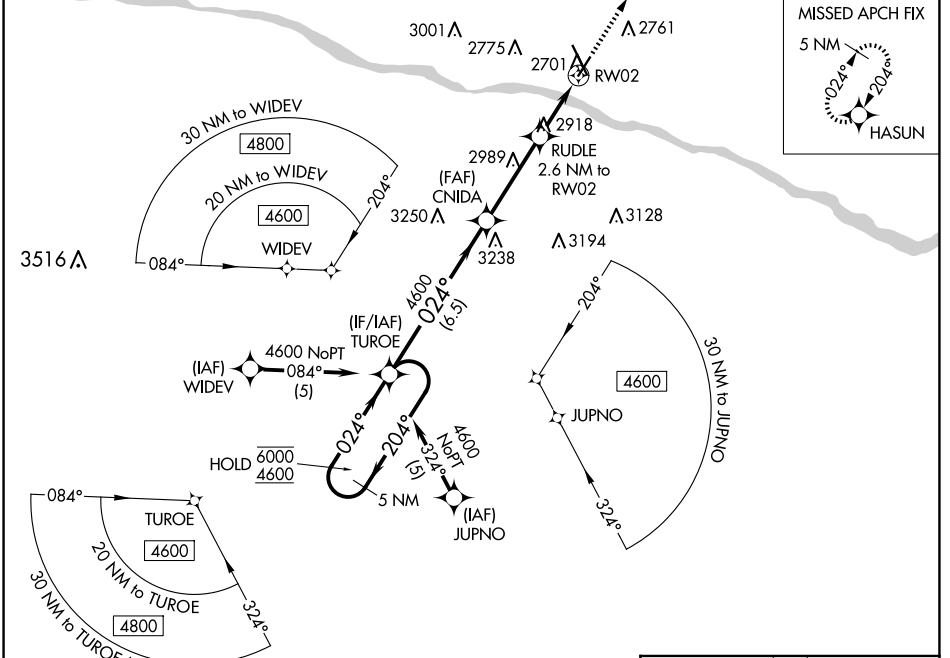 MISSED APCH FIX
5 NM
024°
204°
HASUN
3001
2775
2761
2701
RW02
2918
RUDLE
2.6 NM to
RW02
2989
(FAF)
CNIDA
30 NM to WIDEV
4800
20 NM to WIDEV
4600
204°
WIDEV
084°
3516
3250
3238
3128
3194
4600
024°
(6.5)
(IF/IAF)
TUROE
4600 NoPT
084°
(5)
(IAF)
WIDEV
024°
204°
HOLD
6000
4600
5 NM
4600
NoPT
324°
(5)
(IAF)
JUPNO
204°
4600
30 NM to JUPNO
JUPNO
324°
084°
TUROE
4600
20 NM to TUROE
324°
4800
30 NM to TUROE